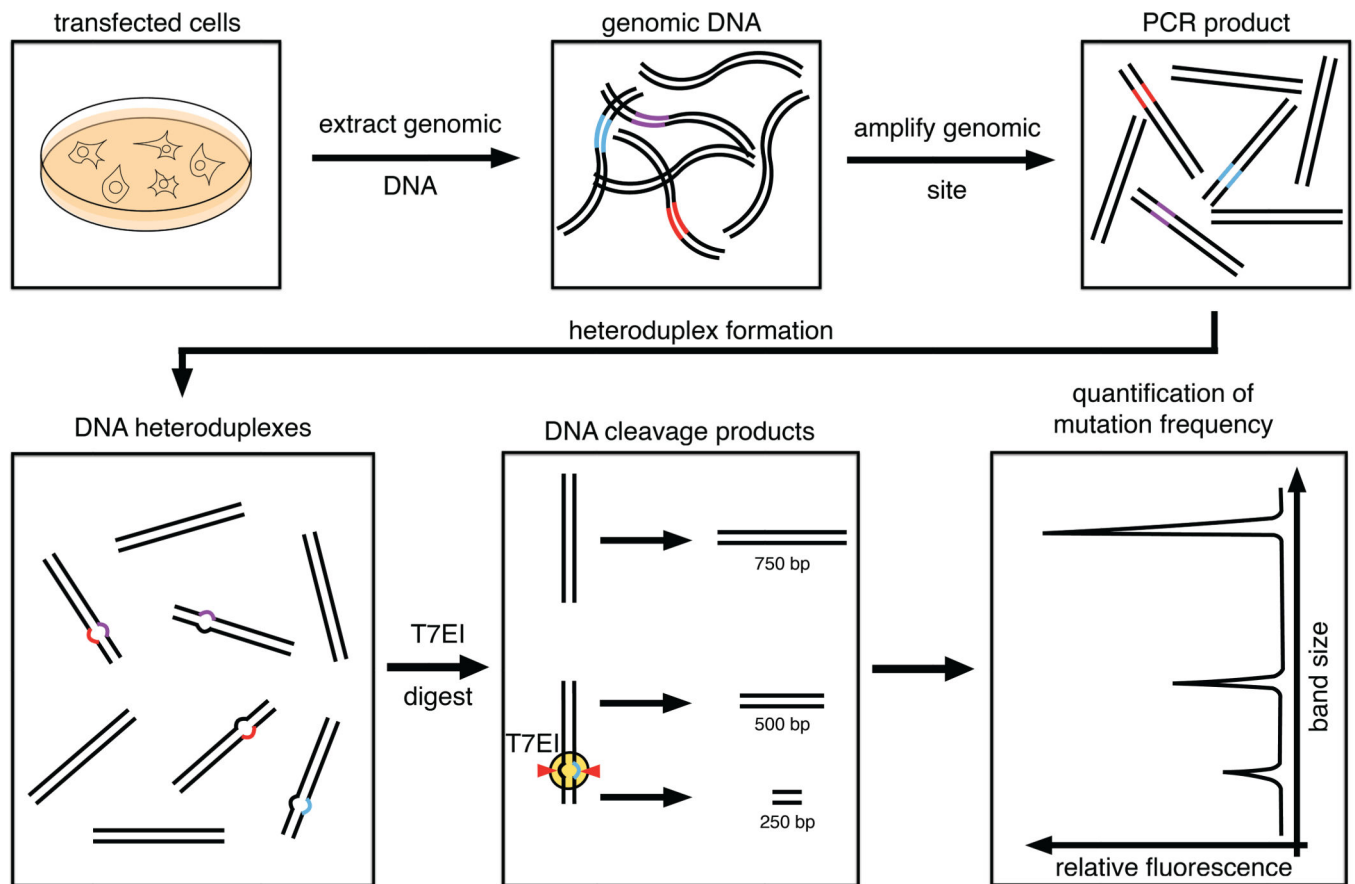 transfected cells
genomic DNA
PCR product
extract genomic
DNA
amplify genomic
site
heteroduplex formation
DNA heteroduplexes
DNA cleavage products
quantification of
mutation frequency
T7EI
digest
750 bp
500 bp
T7EI
250 bp
band size
relative fluorescence